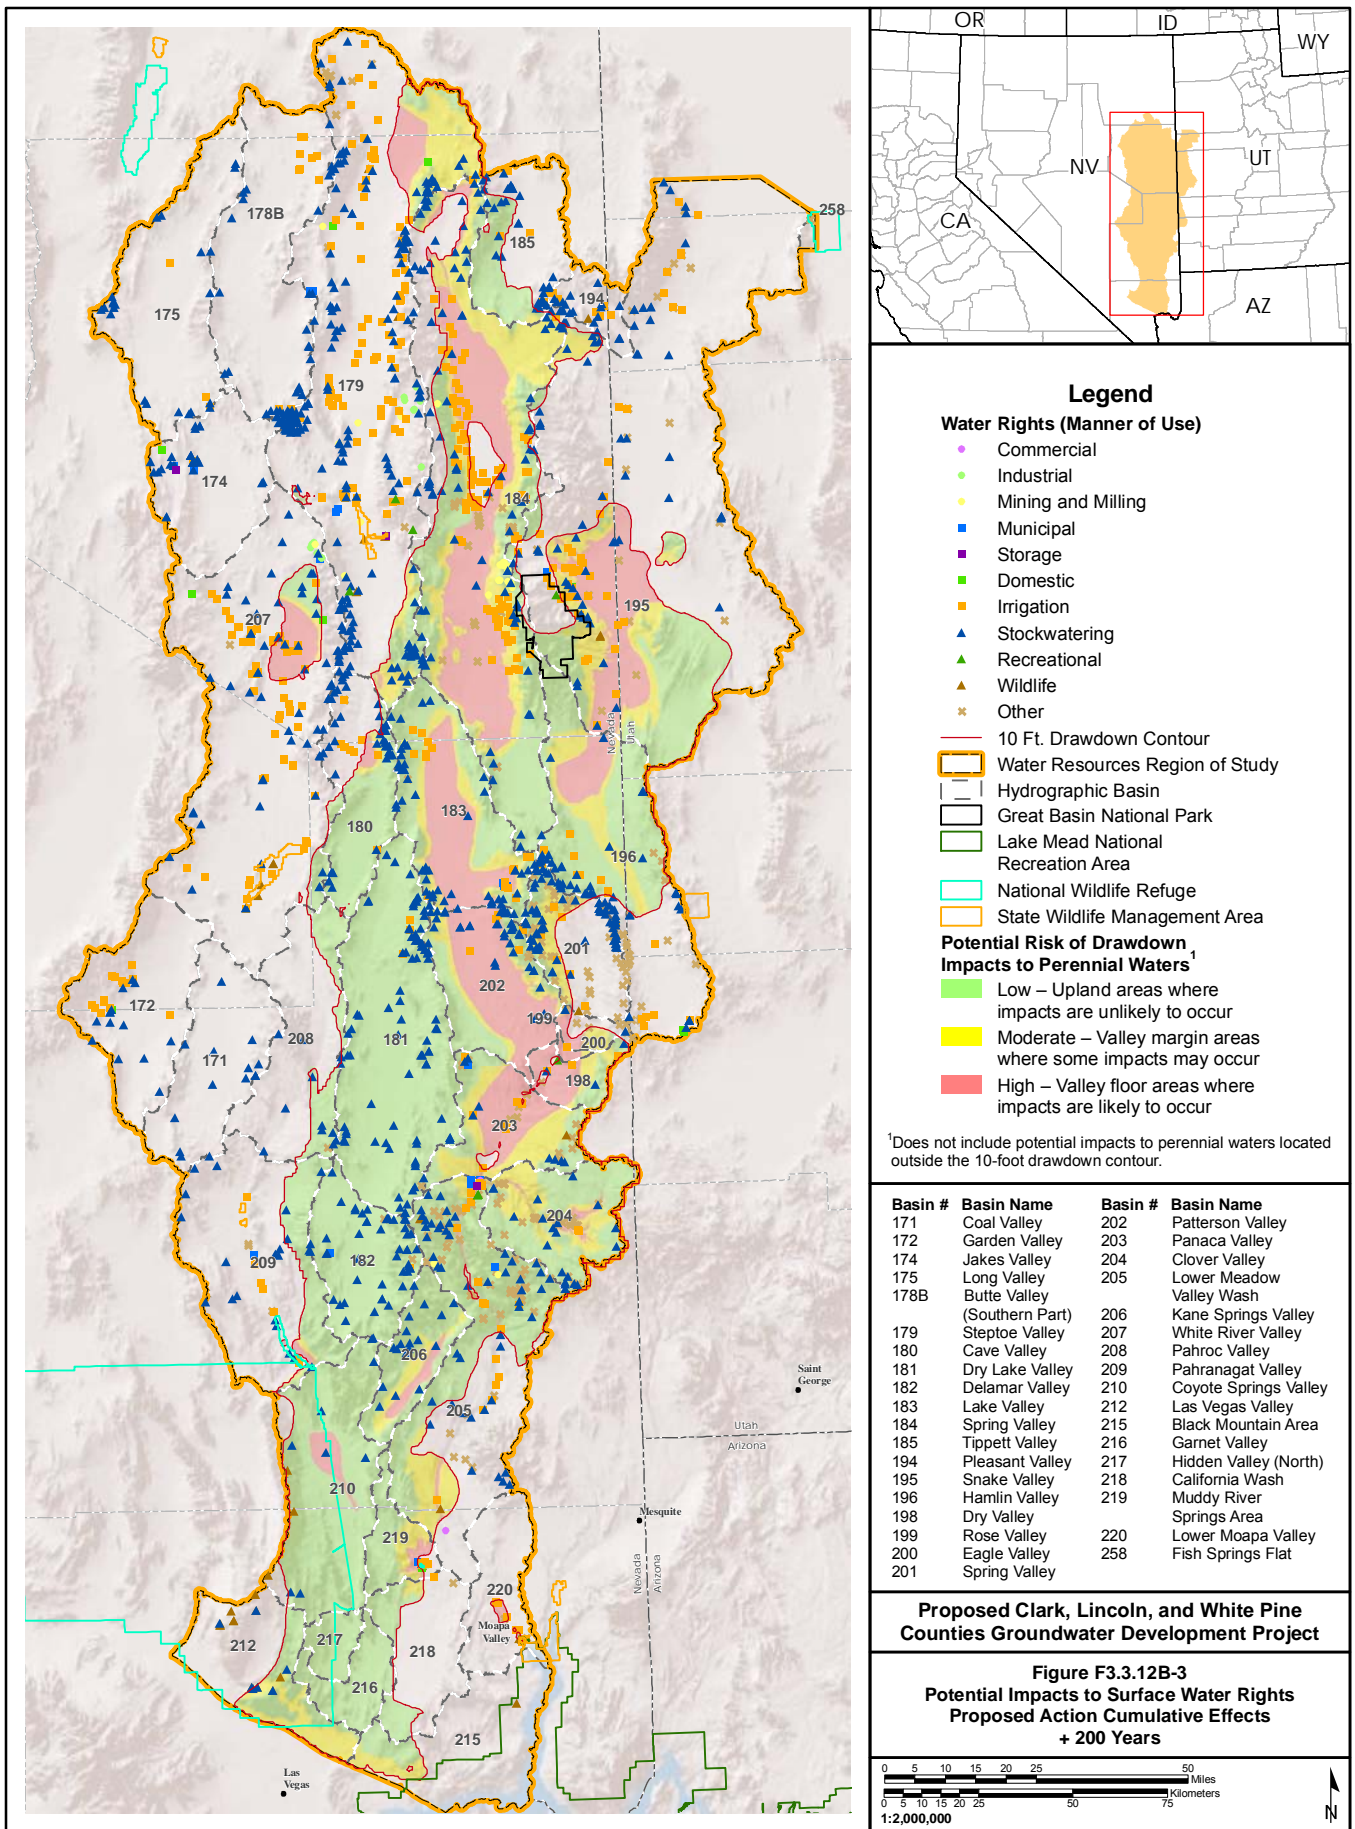 258
178B
185
194
175
179
174
184
207
195
Nevada
Utah
183
180
196
201
202
172
199
181
208
200
171
198
203
204
209
182
206
205
Saint
George
Utah
Arizona
210
Mesquite
219
Nevada
Arizona
220
Moapa
Valley
212
217
218
216
215
Las
Vegas
OR
ID
WY
NV
UT
CA
AZ
Legend
Water Rights (Manner of Use)
Commercial
Industrial
Mining and Milling
Municipal
Storage
Domestic
Irrigation
Stockwatering
Recreational
Wildlife
Other
10 Ft. Drawdown Contour
Water Resources Region of Study
Hydrographic Basin
Great Basin National Park
Lake Mead National
Recreation Area
National Wildlife Refuge
State Wildlife Management Area
Potential Risk of Drawdown
Impacts to Perennial Waters1
Low – Upland areas where
impacts are unlikely to occur
Moderate – Valley margin areas
where some impacts may occur
High – Valley floor areas where
impacts are likely to occur
1Does not include potential impacts to perennial waters located
outside the 10-foot drawdown contour.
Basin # Basin Name Basin # Basin Name
171 Coal Valley 202 Patterson Valley
172 Garden Valley 203 Panaca Valley
174 Jakes Valley 204 Clover Valley
175 Long Valley 205 Lower Meadow
178B Butte Valley Valley Wash
(Southern Part) 206 Kane Springs Valley
179 Steptoe Valley 207 White River Valley
180 Cave Valley 208 Pahroc Valley
181 Dry Lake Valley 209 Pahranagat Valley
182 Delamar Valley 210 Coyote Springs Valley
183 Lake Valley 212 Las Vegas Valley
184 Spring Valley 215 Black Mountain Area
185 Tippett Valley 216 Garnet Valley
194 Pleasant Valley 217 Hidden Valley (North)
195 Snake Valley 218 California Wash
196 Hamlin Valley 219 Muddy River
198 Dry Valley Springs Area
199 Rose Valley 220 Lower Moapa Valley
200 Eagle Valley 258 Fish Springs Flat
201 Spring Valley
Proposed Clark, Lincoln, and White Pine
Counties Groundwater Development Project
Figure F3.3.12B-3
Potential Impacts to Surface Water Rights
Proposed Action Cumulative Effects
+ 200 Years
0 5 10 15 20 25 50
Miles
Kilometers
0 5 10 15 20 25 50 75
1:2,000,000
N